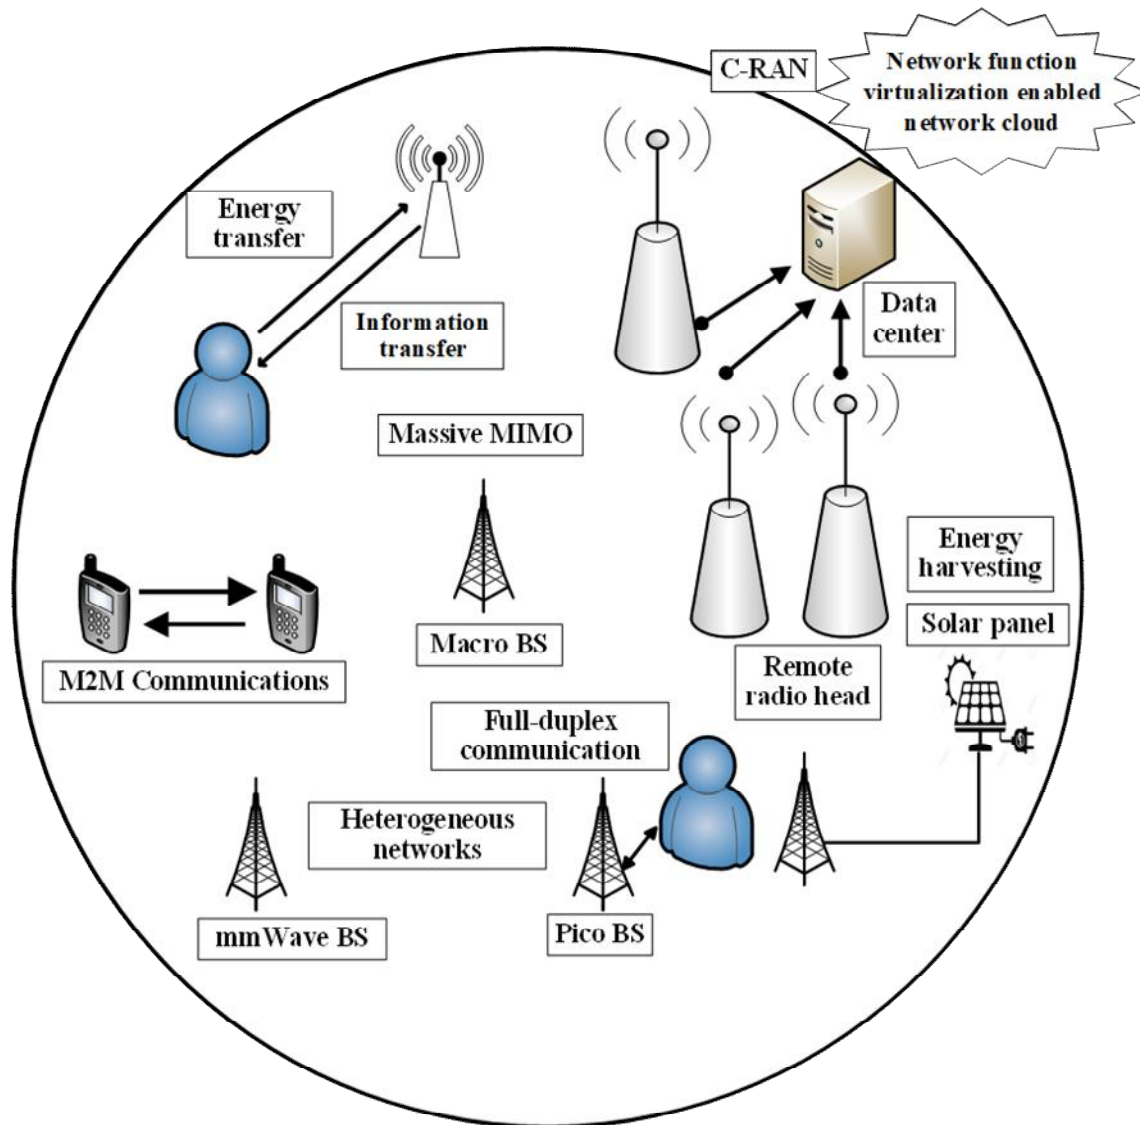 C-RAN
Network function
virtualization enabled
network cloud
Energy
transfer
Information
transfer
Data
center
Massive MIMO
Energy
harvesting
Solar panel
Macro BS
M2M Communications
Remote
radio head
Full-duplex
communication
Heterogeneous
networks
mmWave BS
Pico BS